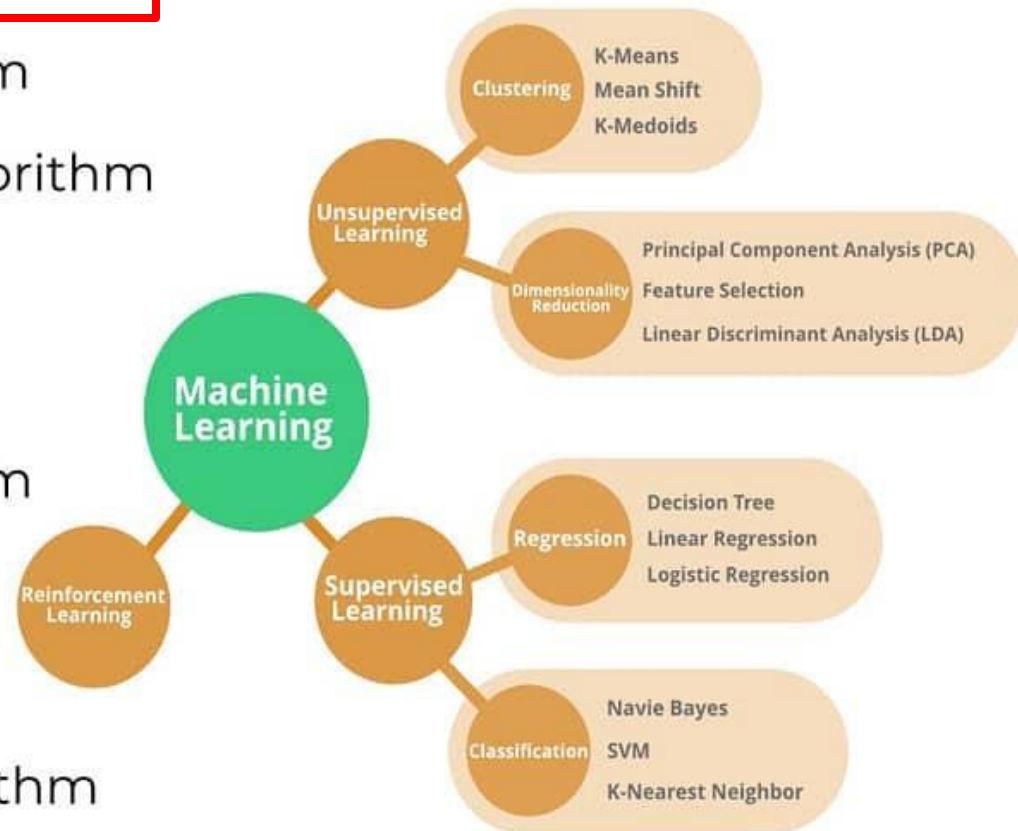 m
orithm
m
ithm
Machine
Learning
Unsupervised
Learning
Clustering
K-Means
Mean Shift
K-Medoids
Dimensionality
Reduction
Principal Component Analysis (PCA)
Feature Selection
Linear Discriminant Analysis (LDA)
Supervised
Learning
Regression
Decision Tree
Linear Regression
Logistic Regression
Classification
Navie Bayes
SVM
K-Nearest Neighbor
Reinforcement
Learning